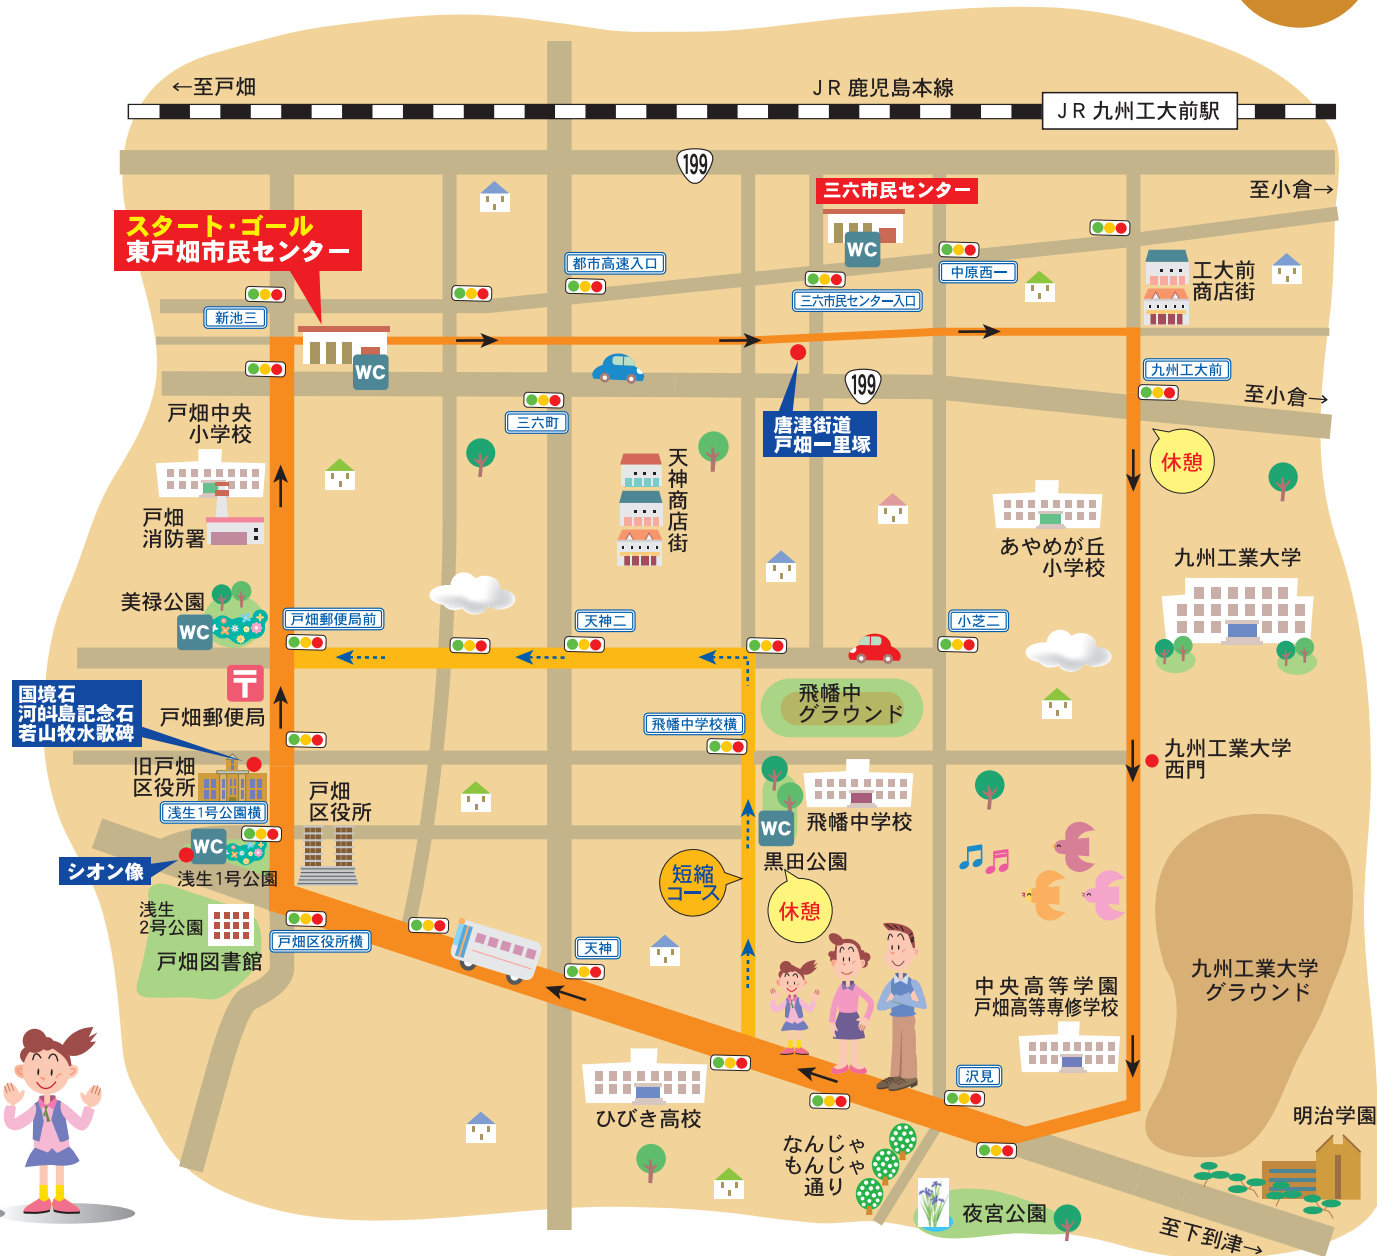 ←至戸畑
JR 鹿児島本線
JR 九州工大前駅
199
至小倉→
三六市民センター
WC
スタート・ゴール
東戸畑市民センター
都市高速入口
中原西一
三六市民センター入口
新池三
工大前
商店街
WC
199
九州工大前
至小倉→
三六町
唐津街道
戸畑一里塚
戸畑中央
小学校
休憩
天神商店街
戸畑
消防署
あやめが丘
小学校
九州工業大学
美禄公園
WC
戸畑郵便局前
天神二
小芝二
国境石
河㪷島記念石
若山牧水歌碑
〒
戸畑郵便局
飛幡中
グラウンド
飛幡中学校横
九州工業大学
西門
旧戸畑
区役所
戸畑
区役所
浅生1号公園横
WC
飛幡中学校
黒田公園
WC
シオン像
浅生1号公園
短縮
コース
休憩
浅生
2号公園
戸畑図書館
戸畑区役所横
天神
九州工業大学
グラウンド
中央高等学園
戸畑高等専修学校
沢見
ひびき高校
明治学園
なんじゃ
もんじゃ
通り
夜宮公園
至下到津→